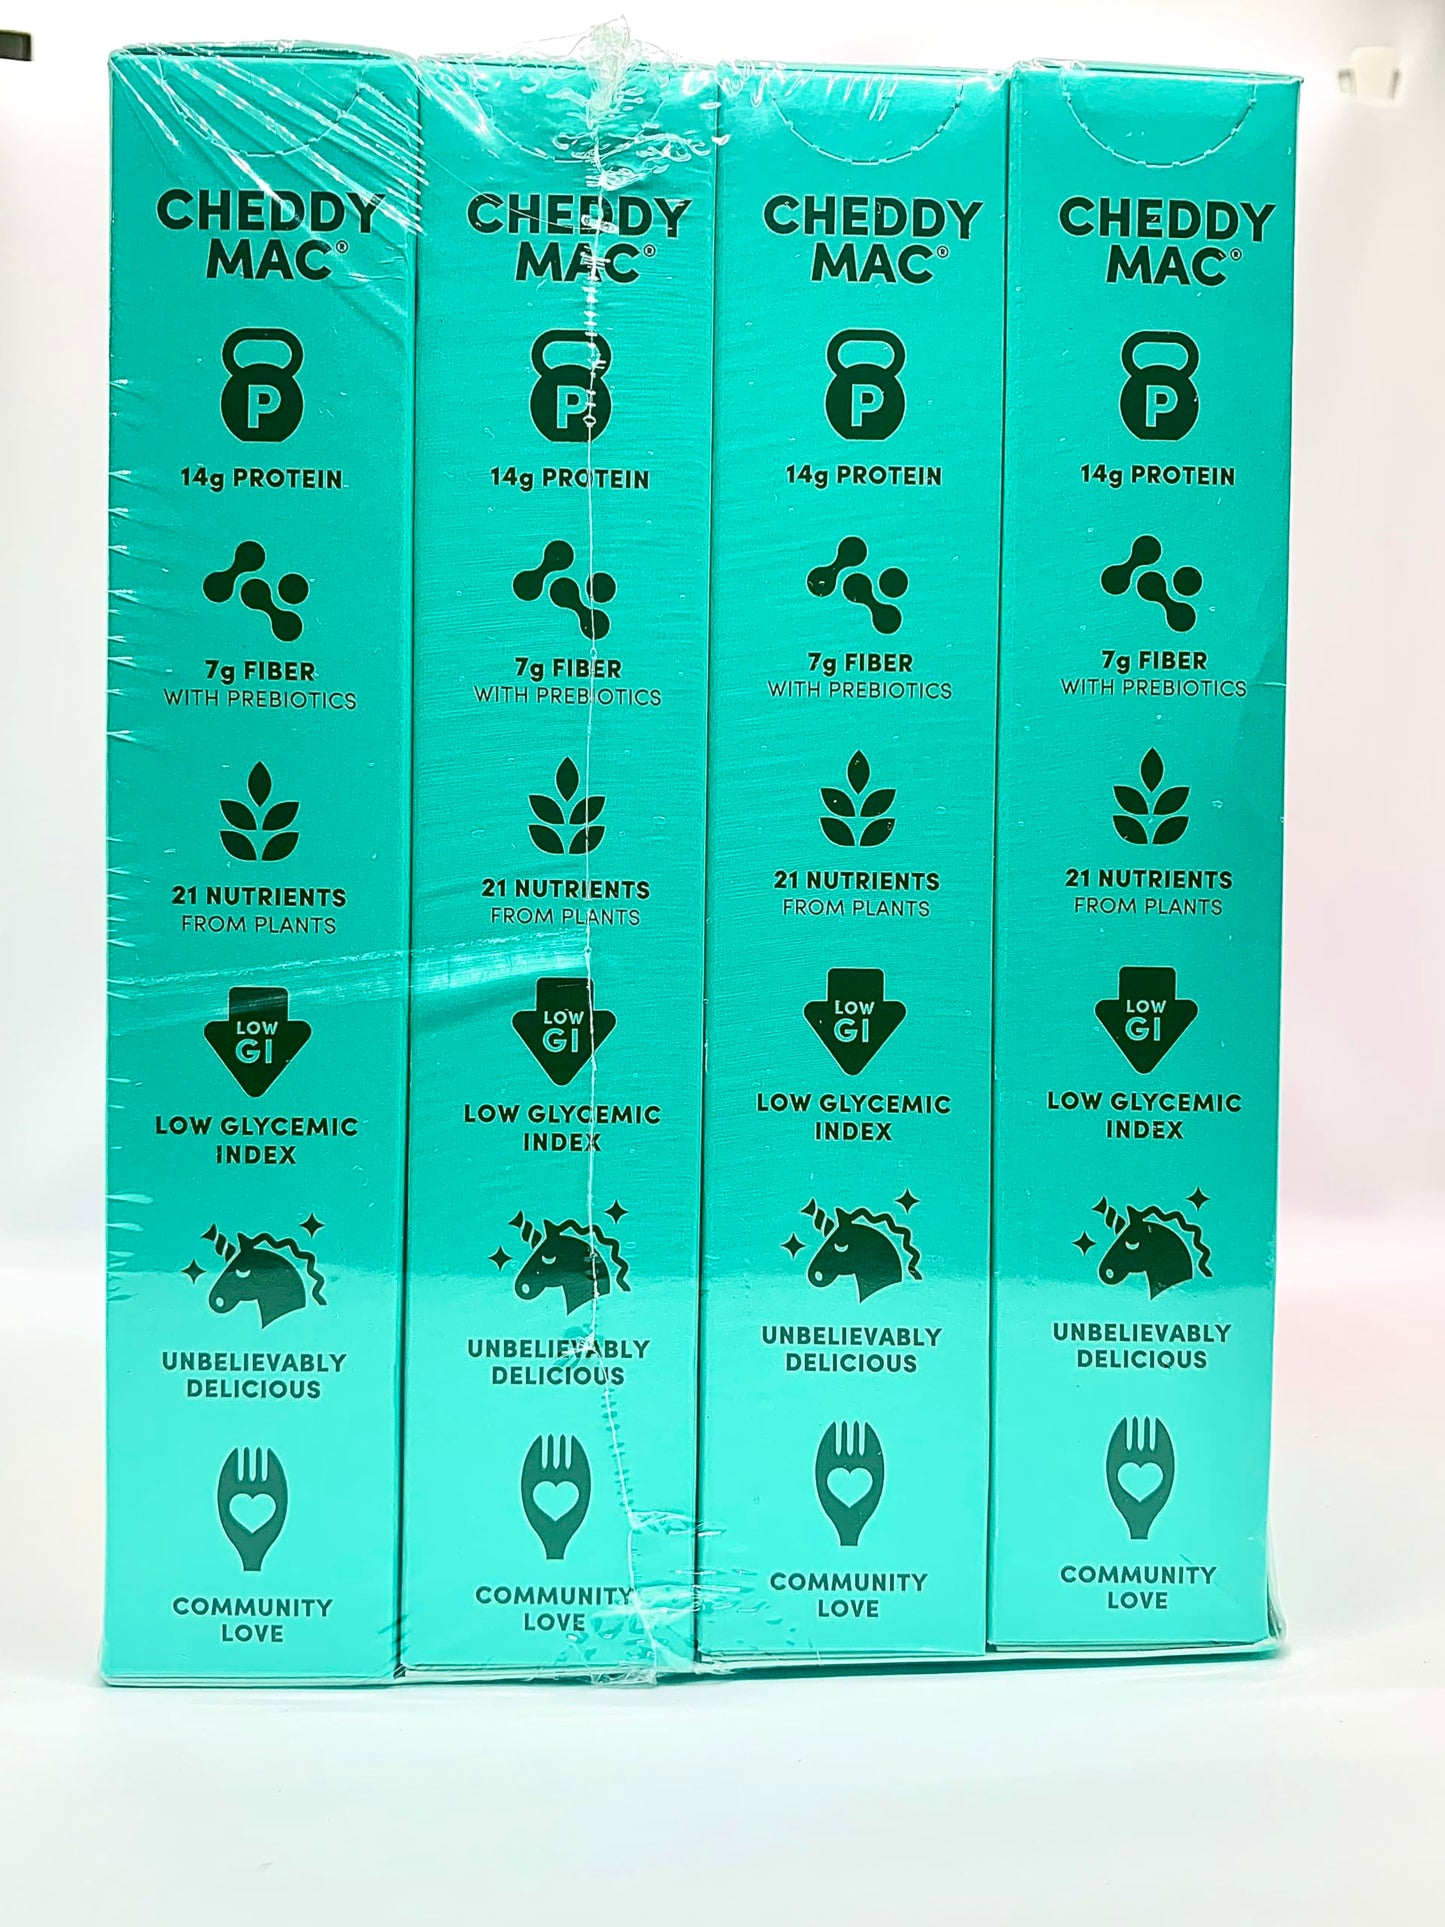 CHEDDY
MAC®
P
14g PROTEIN
7g FIBER
WITH PREBIOTICS
21 NUTRIENTS
FROM PLANTS
LOW
GI
LOW GLYCEMIC
INDEX
UNBELIEVABLY
DELICIOUS
COMMUNITY
LOVE
CHEDDY
MAC®
P
14g PROTEIN
7g FIBER
WITH PREBIOTICS
21 NUTRIENTS
FROM PLANTS
LOW
GI
LOW GLYCEMIC
INDEX
UNBELIEVABLY
DELICIOUS
COMMUNITY
LOVE
CHEDDY
MAC®
P
14g PROTEIN
7g FIBER
WITH PREBIOTICS
21 NUTRIENTS
FROM PLANTS
LOW
GI
LOW GLYCEMIC
INDEX
UNBELIEVABLY
DELICIOUS
COMMUNITY
LOVE
CHEDDY
MAC®
P
14g PROTEIN
7g FIBER
WITH PREBIOTICS
21 NUTRIENTS
FROM PLANTS
LOW
GI
LOW GLYCEMIC
INDEX
UNBELIEVABLY
DELICIOUS
COMMUNITY
LOVE